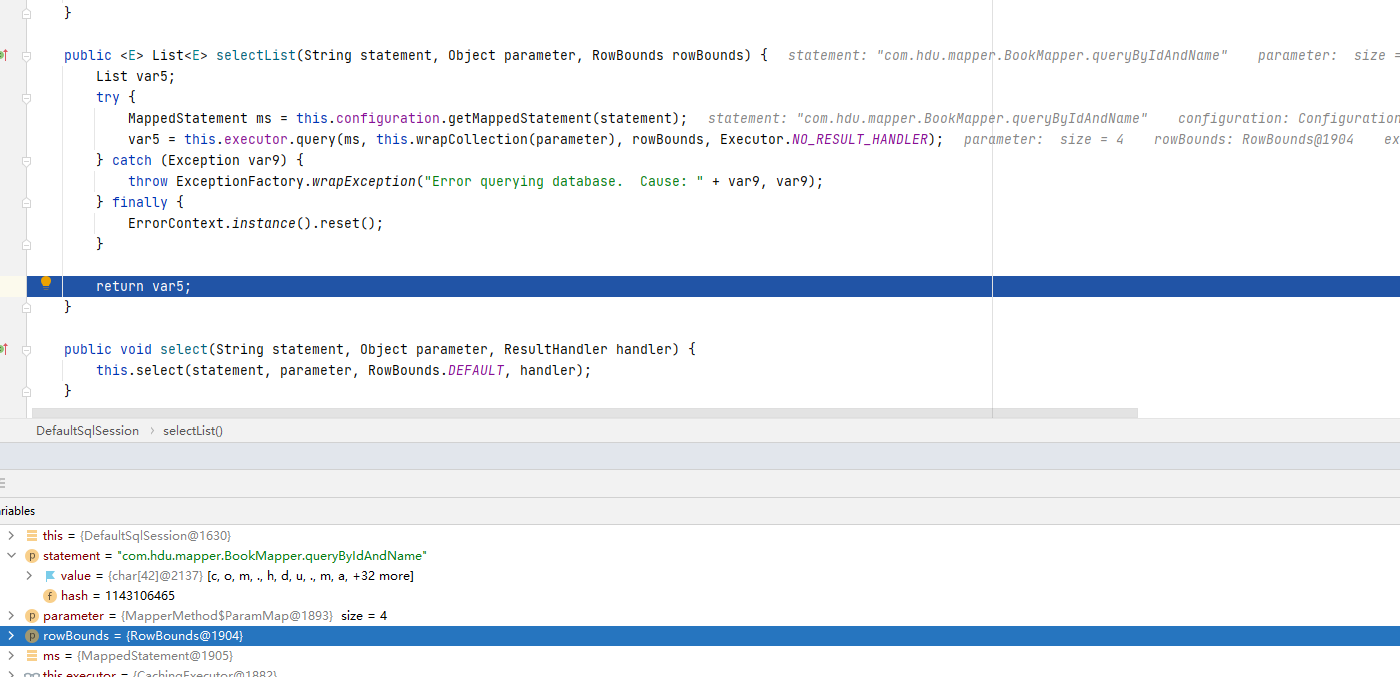 }
public <E> List<E> selectList(String statement, Object parameter, RowBounds rowBounds) {   statement: "com.hdu.mapper.BookMapper.queryByIdAndName"    parameter:  size =
List var5;
try {
MappedStatement ms = this.configuration.getMappedStatement(statement);   statement: "com.hdu.mapper.BookMapper.queryByIdAndName"    configuration: Configuration
var5 = this.executor.query(ms, this.wrapCollection(parameter), rowBounds, Executor.NO_RESULT_HANDLER);   parameter:  size = 4    rowBounds: RowBounds@1904    ex
} catch (Exception var9) {
throw ExceptionFactory.wrapException("Error querying database.  Cause: " + var9, var9);
} finally {
ErrorContext.instance().reset();
}
return var5;
}
public void select(String statement, Object parameter, ResultHandler handler) {
this.select(statement, parameter, RowBounds.DEFAULT, handler);
}
DefaultSqlSession › selectList()
riables
this = {DefaultSqlSession@1630}
p statement = "com.hdu.mapper.BookMapper.queryByIdAndName"
value = {char[42]@2137} [c, o, m, ., h, d, u, ., m, a, +32 more]
f hash = 1143106465
p parameter = {MapperMethod$ParamMap@1893}  size = 4
p rowBounds = {RowBounds@1904}
ms = {MappedStatement@1905}
this.executor = {CachingExecutor@1882}